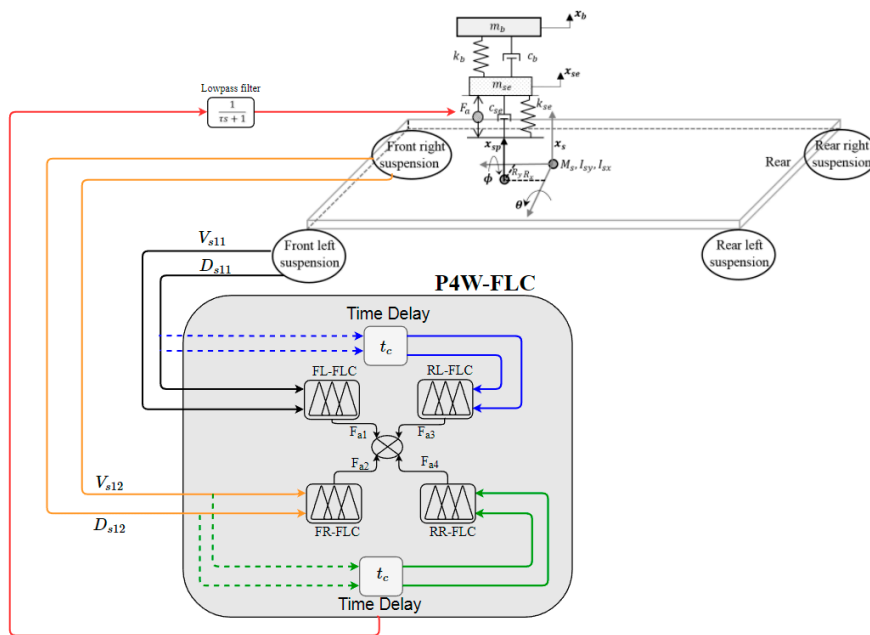 x_b
m_b
k_b
c_b
x_se
m_se
Lowpass filter
1
τs + 1
F_a
c_se
k_se
Front right
suspension
x_sp
x_s
Rear right
suspension
Rear
ϕ
R_y R_x
M_s, I_sy, I_sx
θ
V_s11
Front left
suspension
Rear left
suspension
D_s11
P4W-FLC
Time Delay
t_c
FL-FLC
RL-FLC
F_a1
F_a3
F_a2
F_a4
V_s12
D_s12
FR-FLC
RR-FLC
t_c
Time Delay